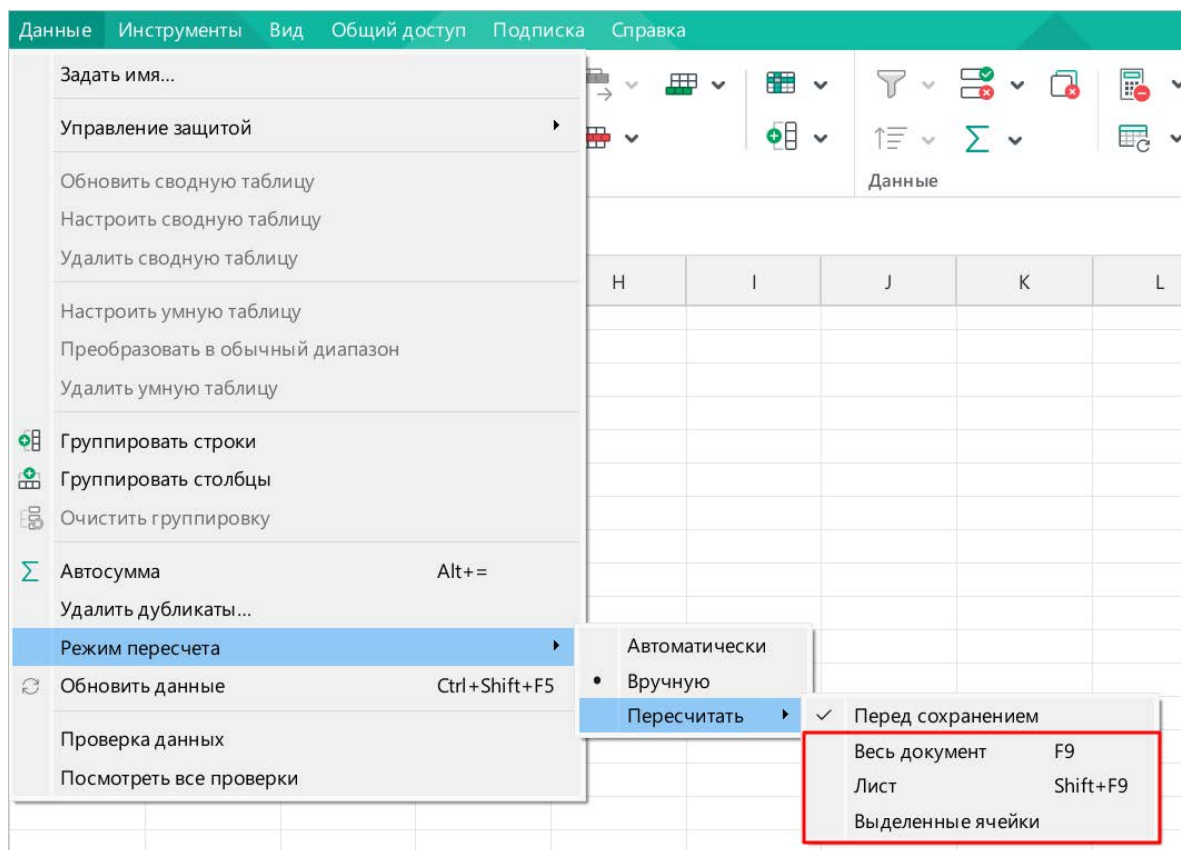 Данные Инструменты Вид Общий доступ Подписка Справка
Задать имя...
Управление защитой
Обновить сводную таблицу
Данные
Настроить сводную таблицу
Удалить сводную таблицу
H I J K L
Настроить умную таблицу
Преобразовать в обычный диапазон
Удалить умную таблицу
Группировать строки
Группировать столбцы
Очистить группировку
Автосумма Alt+=
Удалить дубликаты...
Режим пересчета
Обновить данные Ctrl+Shift+F5
Проверка данных
Посмотреть все проверки
Автоматически
Вручную
Пересчитать
Перед сохранением
Весь документ F9
Лист Shift+F9
Выделенные ячейки